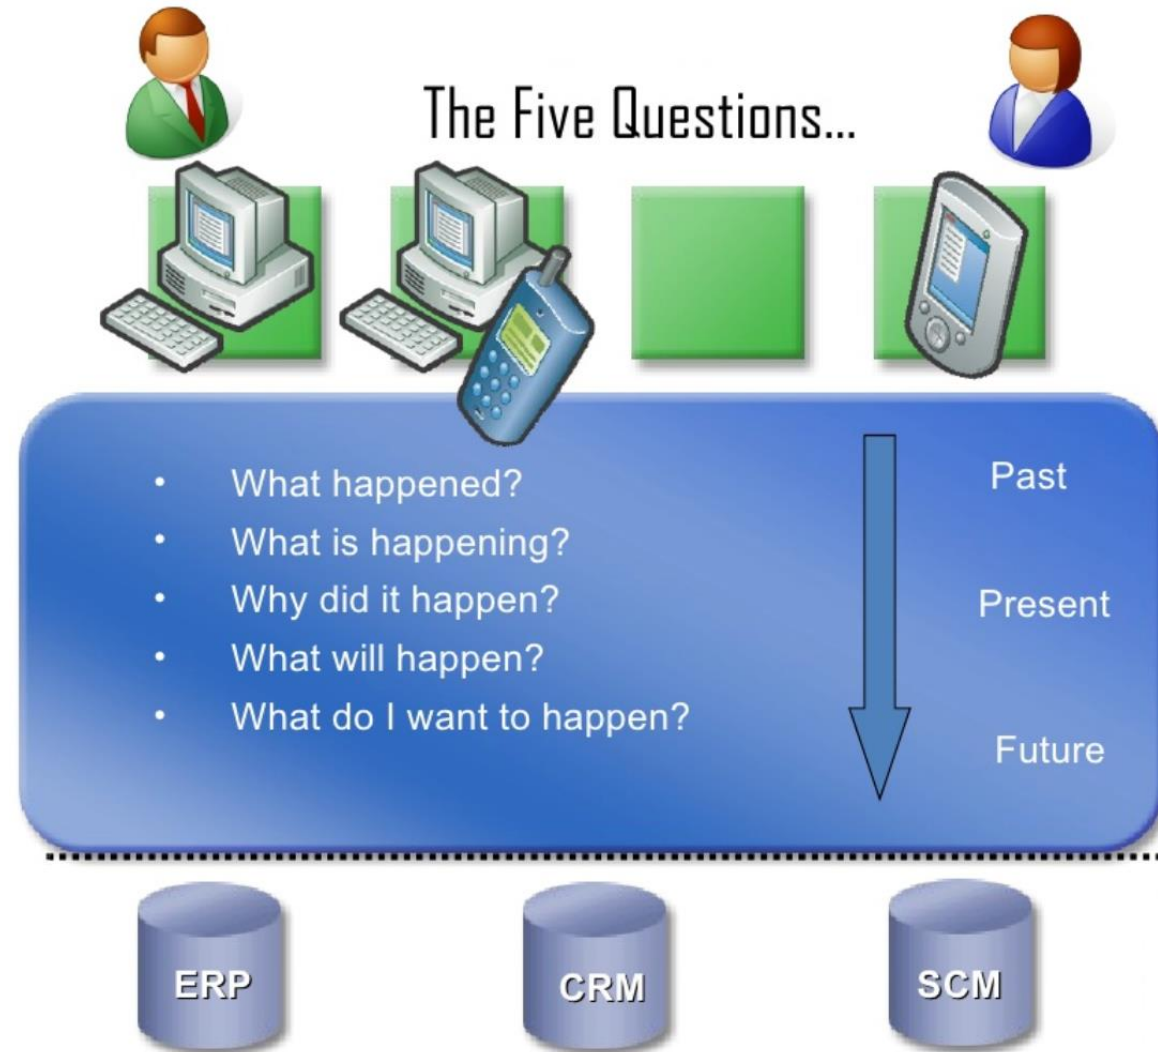 The Five Questions...
• What happened?
• What is happening?
• Why did it happen?
• What will happen?
• What do I want to happen?
Past
Present
Future
ERP
CRM
SCM